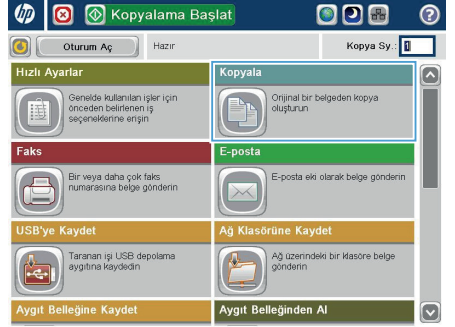 hp
Kopyalama Başlat
?
Oturum Aç
Hazır
Kopya Sy.: 1
Hızlı Ayarlar
Genelde kullanılan işler için
önceden belirlenen iş
seçeneklerine erişin
Kopyala
Orijinal bir belgeden kopya
oluşturun
Faks
Bir veya daha çok faks
numarasına belge gönderin
E-posta
E-posta eki olarak belge gönderin
USB'ye Kaydet
Taranan işi USB depolama
aygıtına kaydedin
Ağ Klasörüne Kaydet
Ağ üzerindeki bir klasöre belge
gönderin
Aygıt Belleğine Kaydet
Aygıt Belleğinden Al